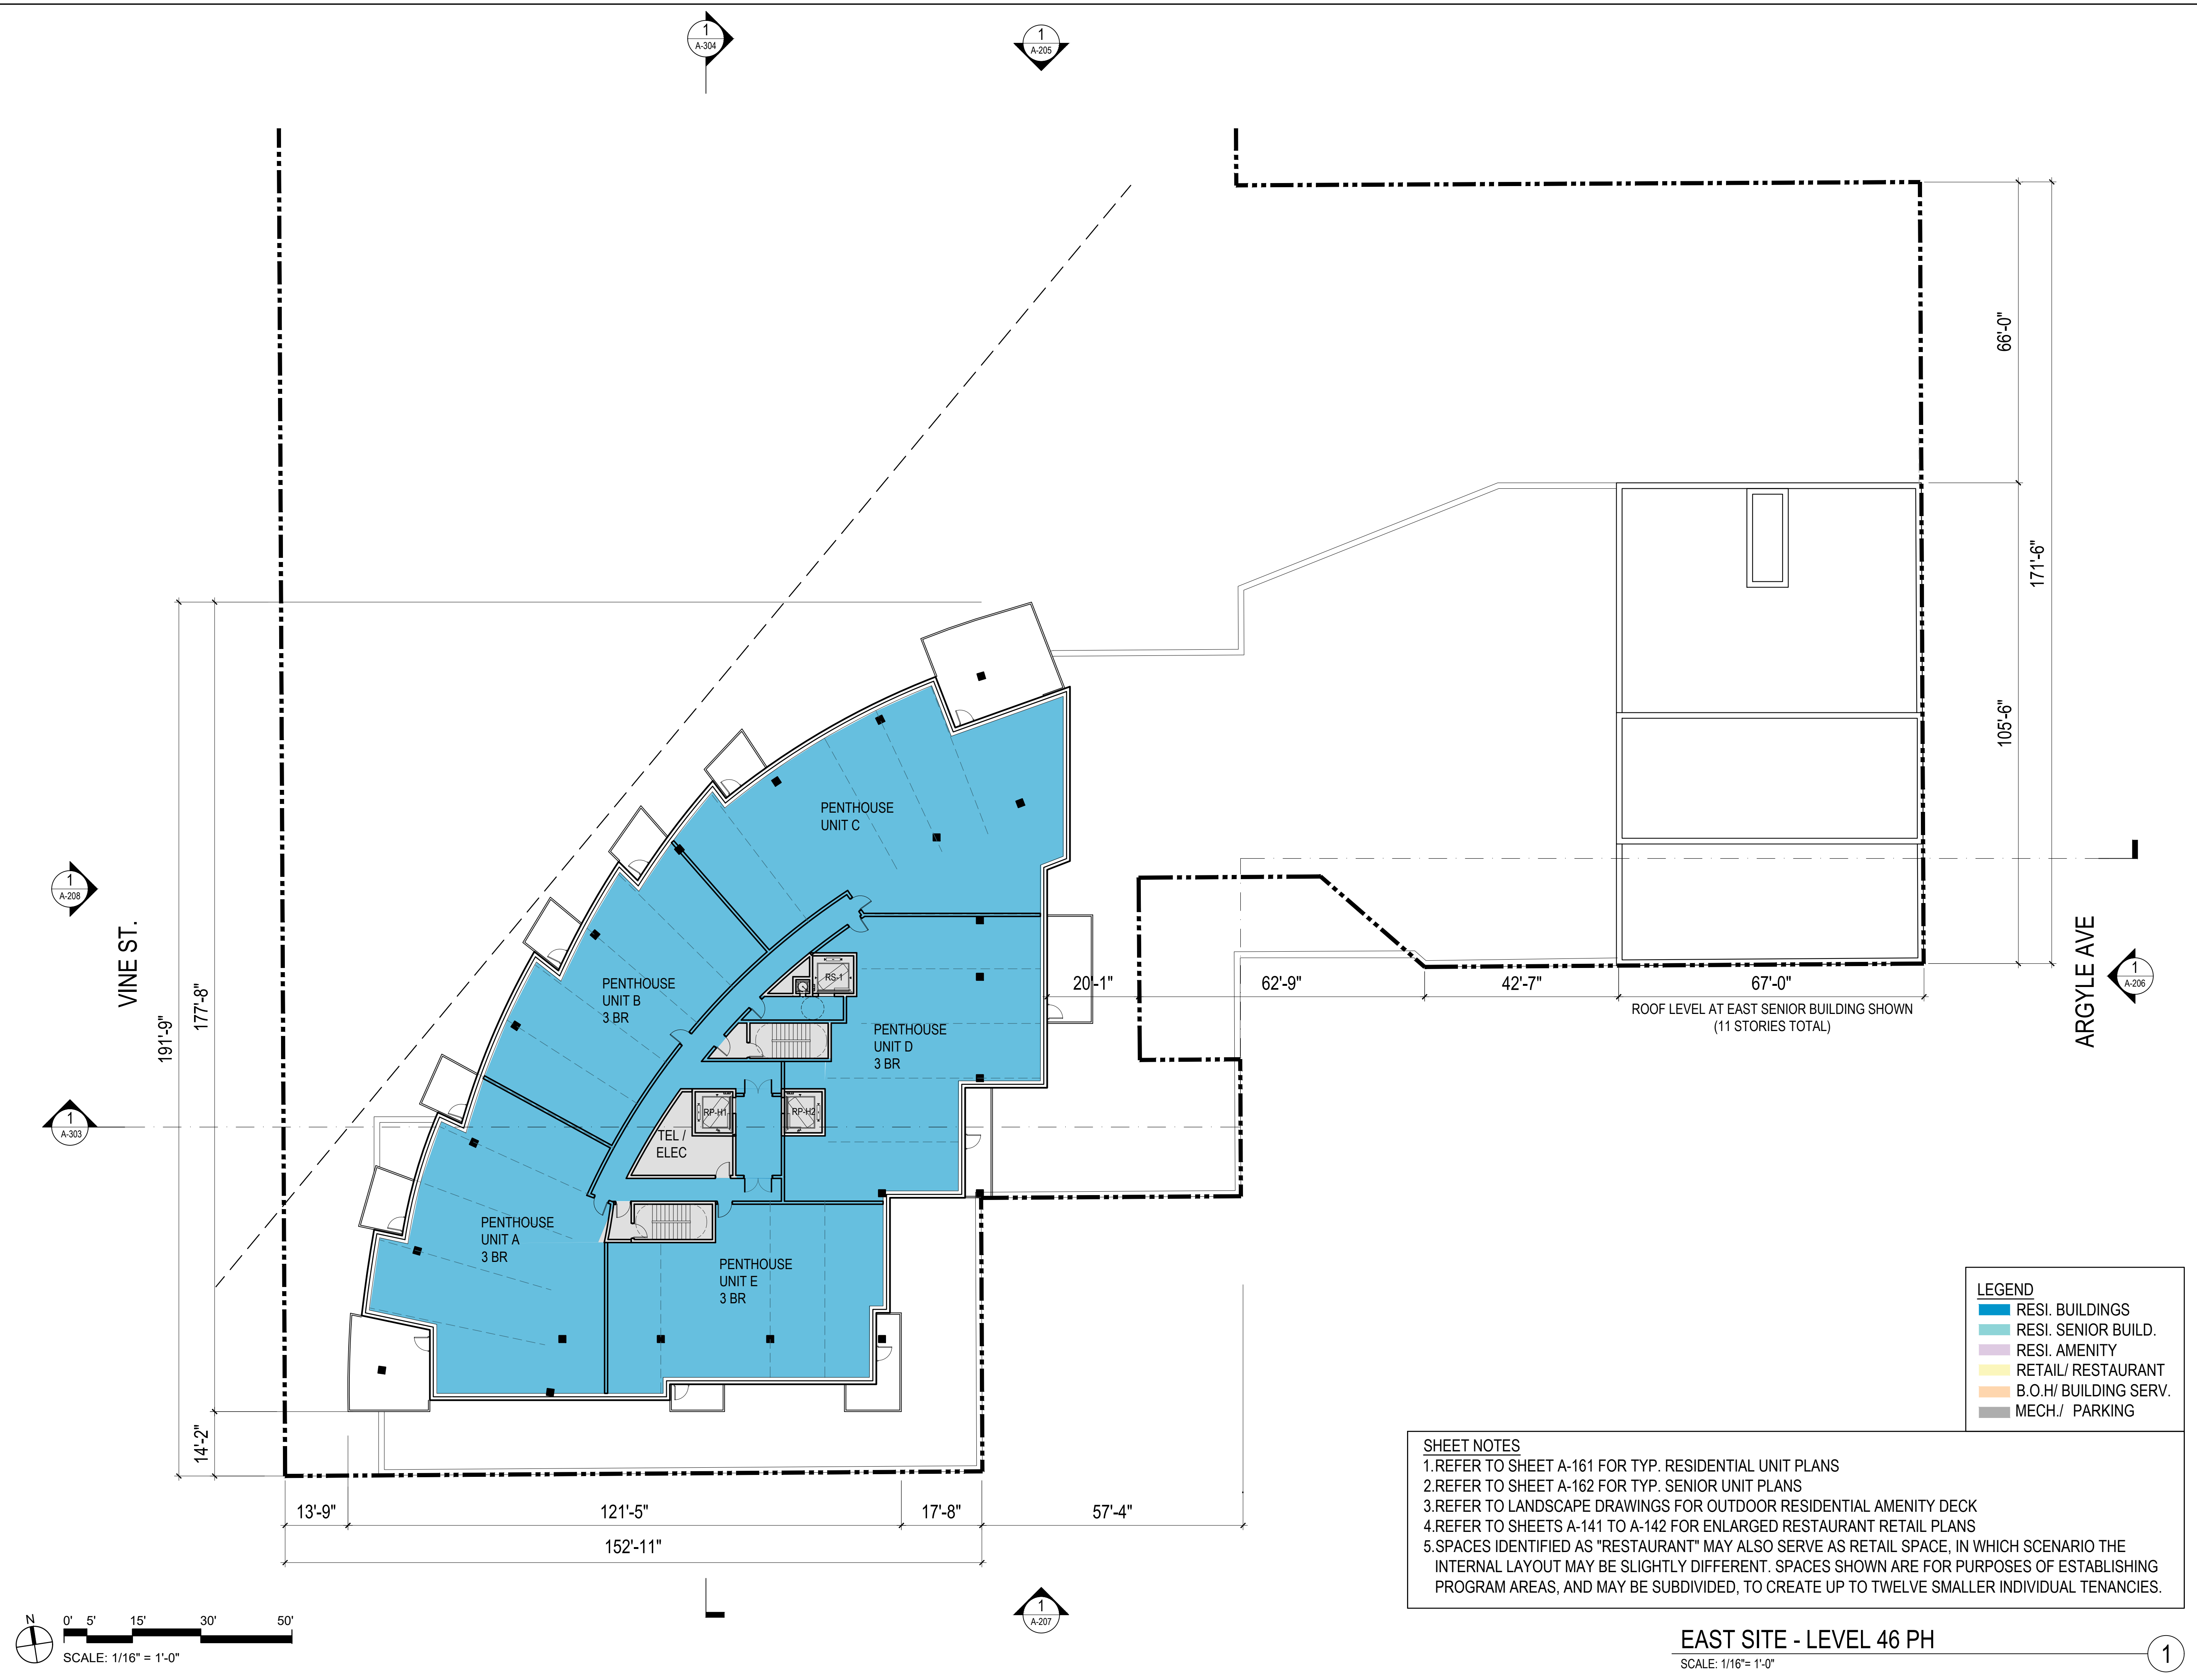 1
A-304
1
A-205
66'-0"
171'-6"
105'-6"
PENTHOUSE
UNIT C
1
A-208
VINE ST.
191'-9"
177'-8"
PENTHOUSE
UNIT B
3 BR
RS-1
PENTHOUSE
UNIT D
3 BR
20'-1"
62'-9"
42'-7"
67'-0"
ROOF LEVEL AT EAST SENIOR BUILDING SHOWN
(11 STORIES TOTAL)
ARGYLE AVE
1
A-206
1
A-303
RP-H1
RP-H2
TEL /
ELEC
PENTHOUSE
UNIT A
3 BR
PENTHOUSE
UNIT E
3 BR
14'-2"
13'-9"
121'-5"
17'-8"
57'-4"
152'-11"
1
A-207
LEGEND
RESI. BUILDINGS
RESI. SENIOR BUILD.
RESI. AMENITY
RETAIL/ RESTAURANT
B.O.H/ BUILDING SERV.
MECH./ PARKING
SHEET NOTES
1.REFER TO SHEET A-161 FOR TYP. RESIDENTIAL UNIT PLANS
2.REFER TO SHEET A-162 FOR TYP. SENIOR UNIT PLANS
3.REFER TO LANDSCAPE DRAWINGS FOR OUTDOOR RESIDENTIAL AMENITY DECK
4.REFER TO SHEETS A-141 TO A-142 FOR ENLARGED RESTAURANT RETAIL PLANS
5.SPACES IDENTIFIED AS "RESTAURANT" MAY ALSO SERVE AS RETAIL SPACE, IN WHICH SCENARIO THE
INTERNAL LAYOUT MAY BE SLIGHTLY DIFFERENT. SPACES SHOWN ARE FOR PURPOSES OF ESTABLISHING
PROGRAM AREAS, AND MAY BE SUBDIVIDED, TO CREATE UP TO TWELVE SMALLER INDIVIDUAL TENANCIES.
N
0' 5' 15' 30' 50'
SCALE: 1/16" = 1'-0"
EAST SITE - LEVEL 46 PH
SCALE: 1/16"= 1'-0"
1